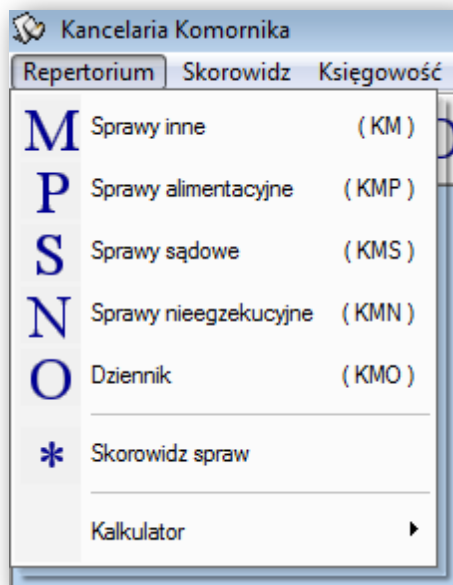 Kancelaria Komornika
Repertorium Skorowidz Księgowość
M Sprawy inne ( KM )
P Sprawy alimentacyjne ( KMP )
S Sprawy sądowe ( KMS )
N Sprawy nieegzekucyjne ( KMN )
O Dziennik ( KMO )
* Skorowidz spraw
Kalkulator